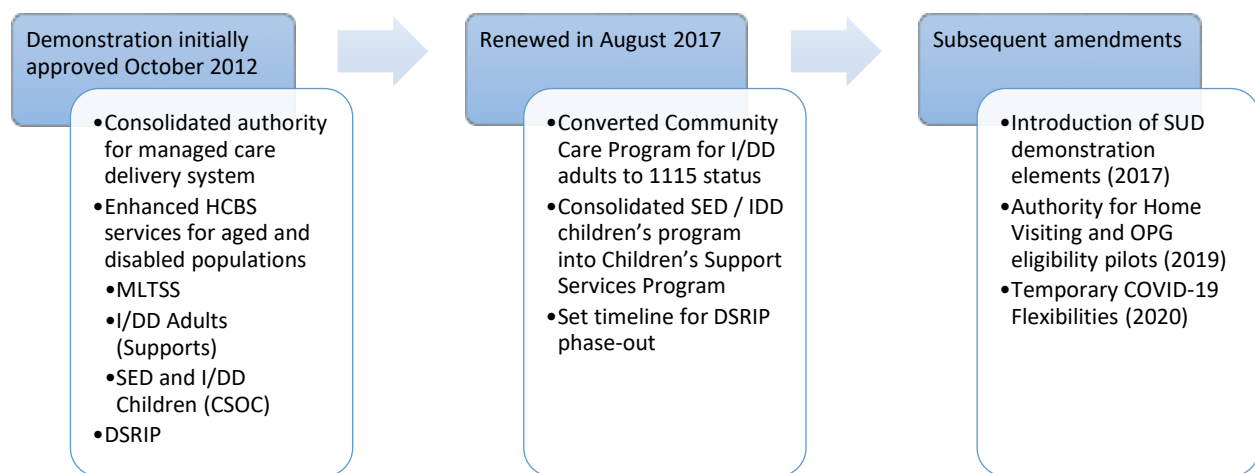 Demonstration initially
approved October 2012
•Consolidated authority
for managed care
delivery system
•Enhanced HCBS
services for aged and
disabled populations
•MLTSS
•I/DD Adults
(Supports)
•SED and I/DD
Children (CSOC)
•DSRIP
Renewed in August 2017
•Converted Community
Care Program for I/DD
adults to 1115 status
•Consolidated SED / IDD
children’s program
into Children’s Support
Services Program
•Set timeline for DSRIP
phase-out
Subsequent amendments
•Introduction of SUD
demonstration
elements (2017)
•Authority for Home
Visiting and OPG
eligibility pilots (2019)
•Temporary COVID-19
Flexibilities (2020)